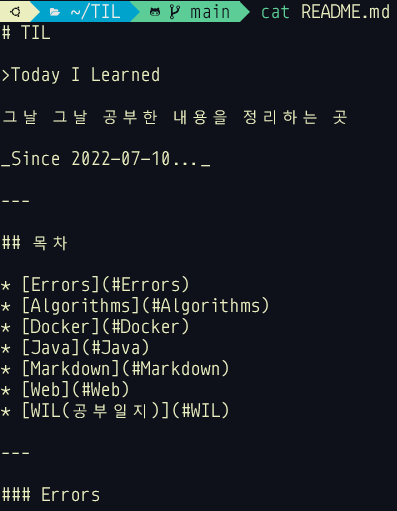 ~/TIL main cat README.md
# TIL
>Today I Learned
그날 그날 공부한 내용을 정리하는 곳
_Since 2022-07-10..._
---
## 목차
* [Errors](#Errors)
* [Algorithms](#Algorithms)
* [Docker](#Docker)
* [Java](#Java)
* [Markdown](#Markdown)
* [Web](#Web)
* [WIL(공부일지)](#WIL)
---
### Errors